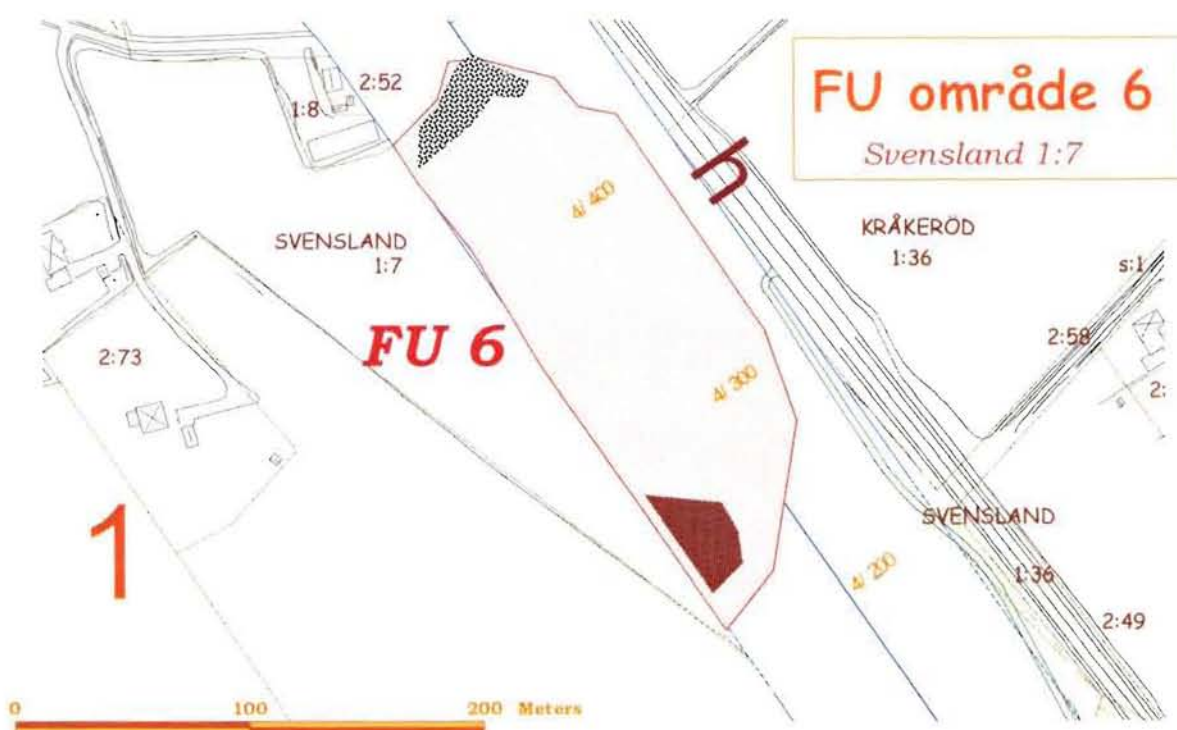 FU område 6
Svensland 1:7
2:52
1:8
4/ 400
SVENSLAND
1:7
KRÅKERÖD
1:36
s:1
2:58
2:
FU 6
2:73
4/ 300
1
SVENSLAND
1:36
4/ 200
2:49
0 100 200 Meters